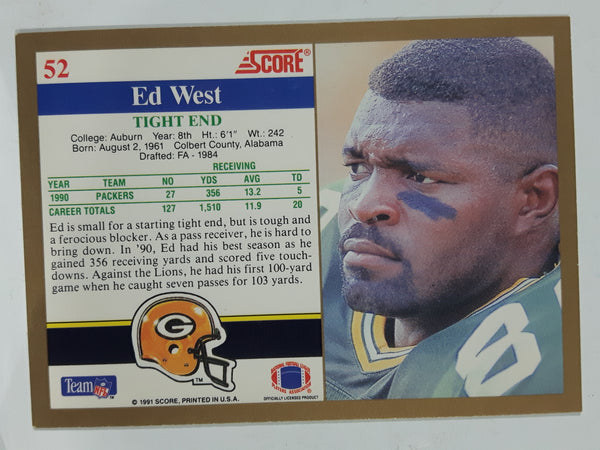 52
SCORE®
Ed West
TIGHT END
College: Auburn Year: 8th Ht.: 6'1" Wt.: 242
Born: August 2, 1961 Colbert County, Alabama
Drafted: FA - 1984
RECEIVING
YEAR TEAM NO YARDS AVG TD
1990 PACKERS 27 356 13.2 5
CAREER TOTALS 127 1,510 11.9 20
Ed is small for a starting tight end, but is tough and
a ferocious blocker. As a pass receiver, he is hard to
bring down. In '90, Ed had his best season as he
gained 356 receiving yards and scored five touch-
downs. Against the Lions, he had his first 100-yard
game when he caught seven passes for 103 yards.
G
TM
Team NFL
© 1991 SCORE, PRINTED IN U.S.A.
OFFICIALLY LICENSED PRODUCT
8